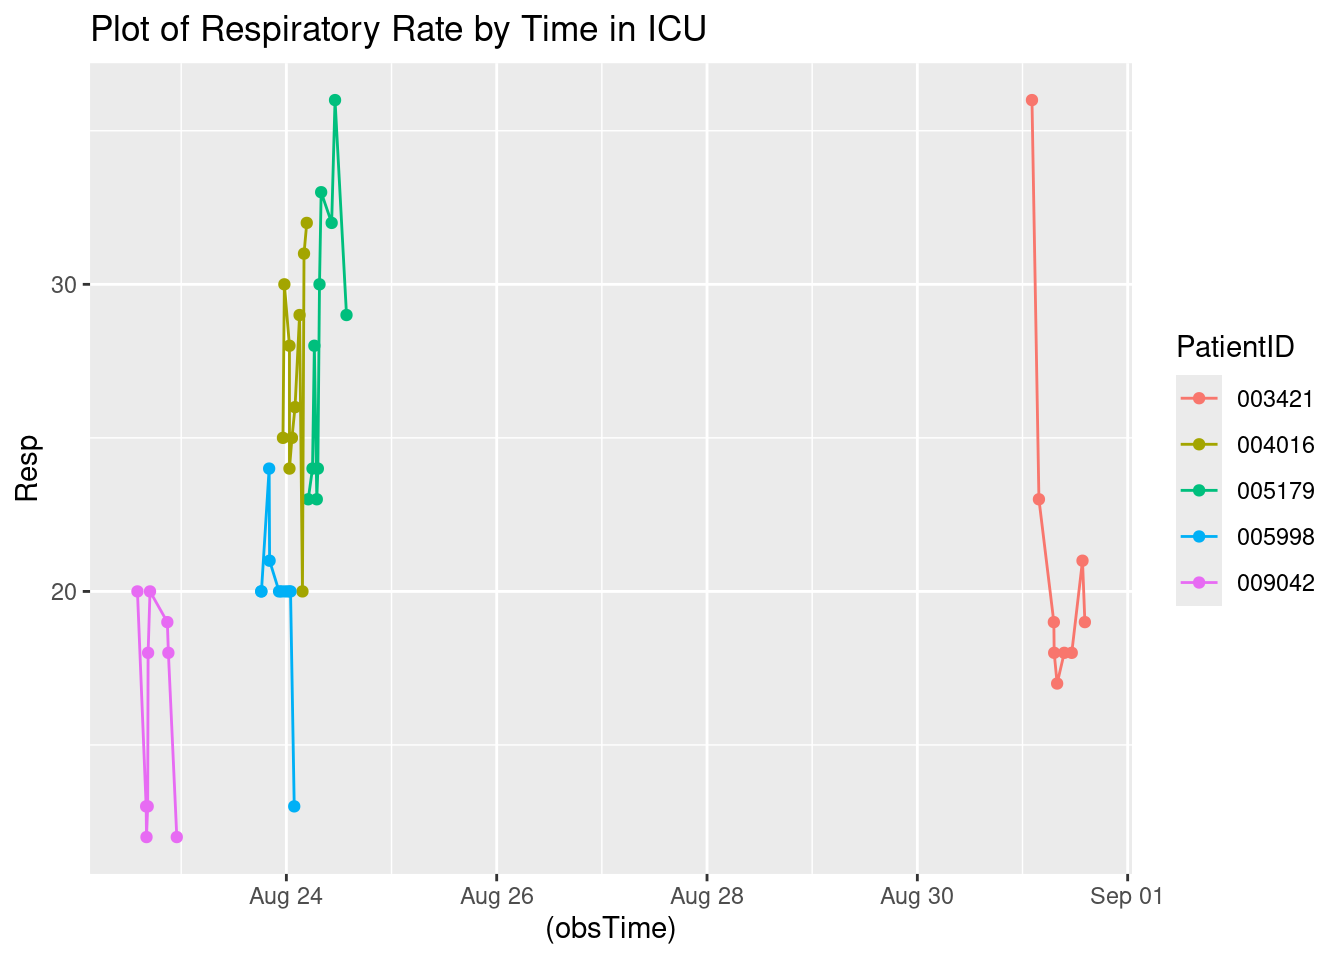 Plot of Respiratory Rate by Time in ICU
30
20
Resp
Aug 24
Aug 26
Aug 28
Aug 30
Sep 01
(obsTime)
PatientID
003421
004016
005179
005998
009042